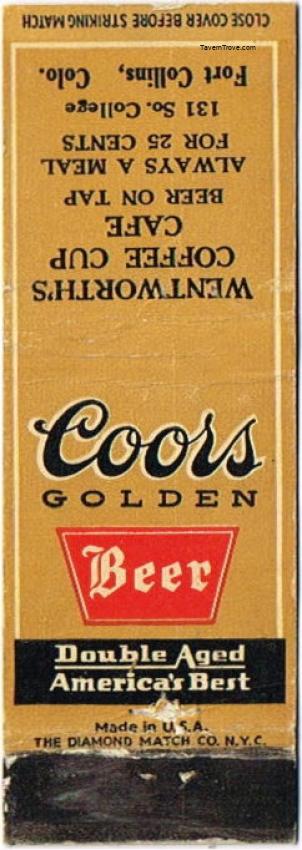 CLOSE COVER BEFORE STRIKING MATCH
TavernTrove.com
WENTWORTH'S
COFFEE CUP
CAFE
BEER ON TAP
ALWAYS A MEAL
FOR 25 CENTS
131 So. College
Fort Collins, Colo.
Coors
GOLDEN
Beer
Double Aged
America's Best
Made in U.S.A.
THE DIAMOND MATCH CO. N.Y.C.